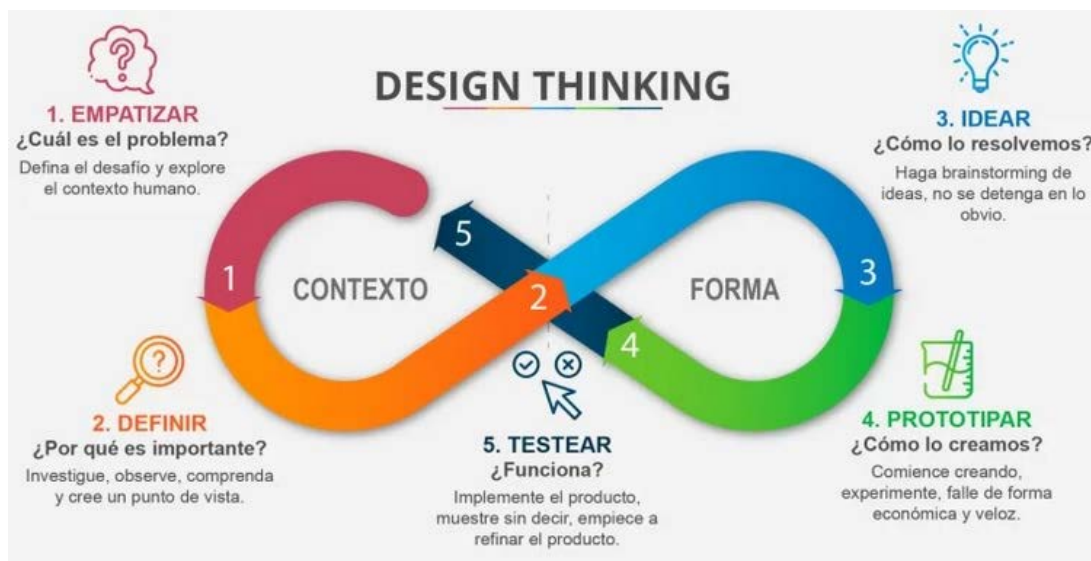 DESIGN THINKING
1. EMPATIZAR
¿Cuál es el problema?
Defina el desafío y explore
el contexto humano.
3. IDEAR
¿Cómo lo resolvemos?
Haga brainstorming de
ideas, no se detenga en lo
obvio.
5
1
CONTEXTO
2
FORMA
3
4
2. DEFINIR
¿Por qué es importante?
Investigue, observe, comprenda
y cree un punto de vista.
5. TESTEAR
¿Funciona?
Implemente el producto,
muestre sin decir, empiece a
refinar el producto.
4. PROTOTIPAR
¿Cómo lo creamos?
Comience creando,
experimente, falle de forma
económica y veloz.